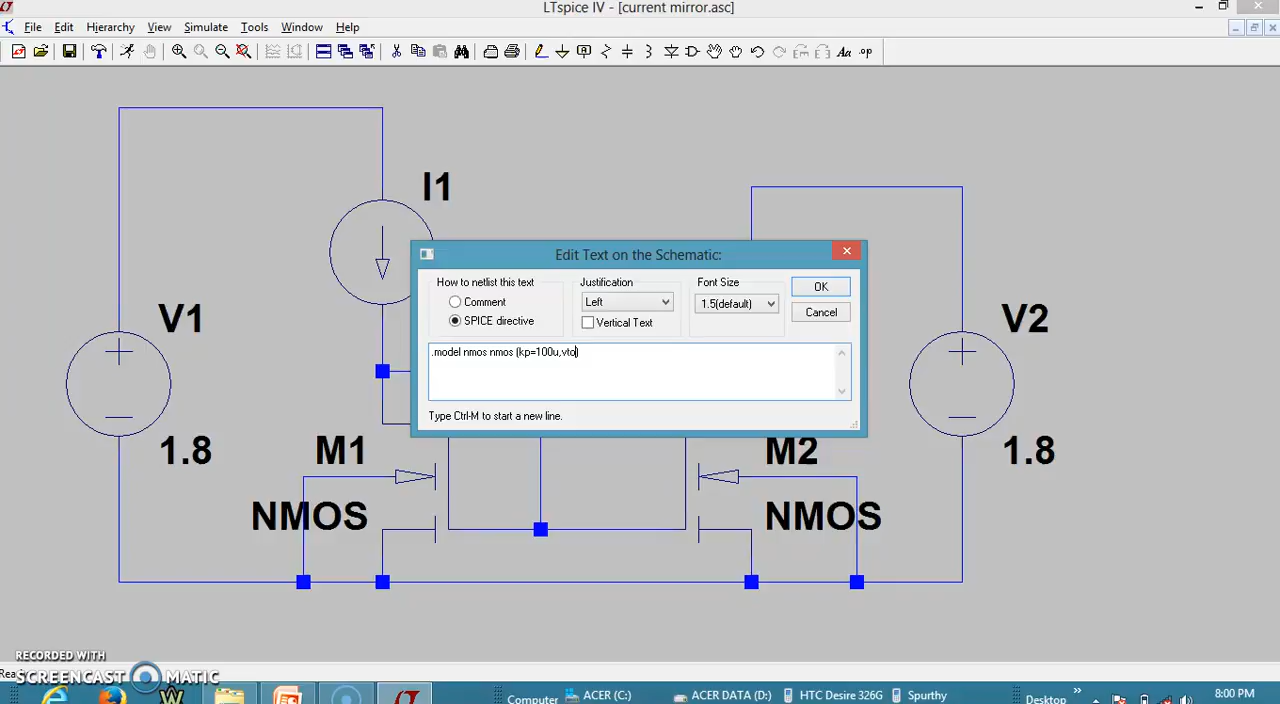 LTspice IV - [current mirror.asc]
File Edit Hierarchy View Simulate Tools Window Help
Aa .op
I1
Edit Text on the Schematic:
How to netlist this text Justification Font Size
Comment Left 1.5(default) OK
SPICE directive Vertical Text Cancel
.model nmos nmos (kp=100u,vto)
Type Ctrl-M to start a new line.
V1 V2
1.8 M1 M2 1.8
NMOS NMOS
RECORDED WITH
SCREENCAST MATIC
Rea
Computer ACER (C:) ACER DATA (D:) HTC Desire 326G Spurthy Desktop » 8:00 PM